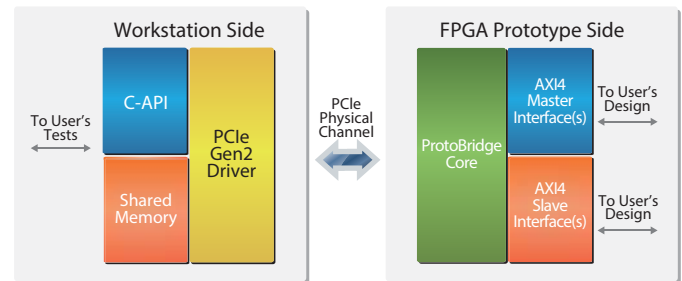 Workstation Side
To User's
Tests
C-API
Shared
Memory
PCIe
Gen2
Driver
PCIe
Physical
Channel
FPGA Prototype Side
ProtoBridge
Core
AXI4
Master
Interface(s)
AXI4
Slave
Interface(s)
To User's
Design
To User's
Design